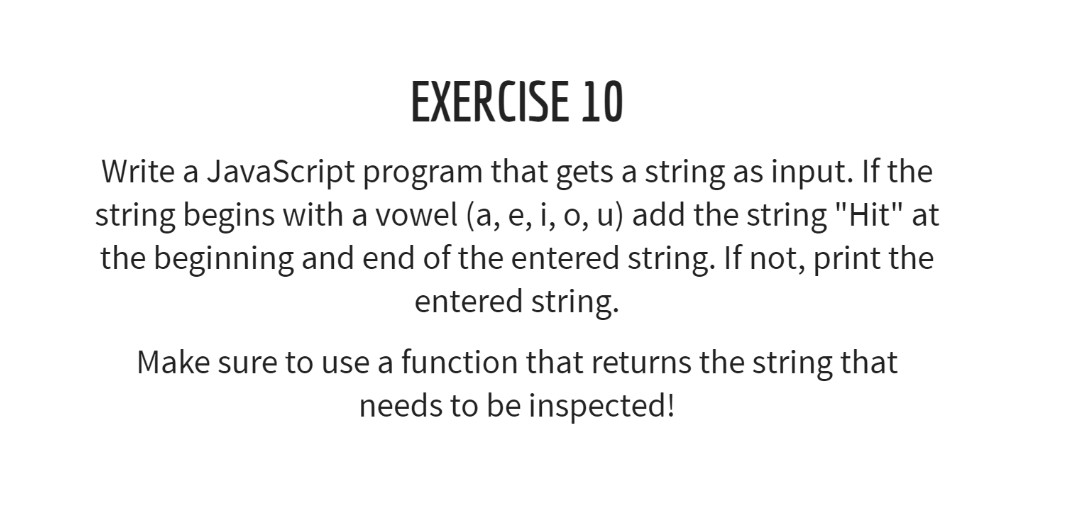 EXERCISE 10
Write a JavaScript program that gets a string as input. If the
string begins with a vowel (a, e, i, o, u) add the string "Hit" at
the beginning and end of the entered string. If not, print the
entered string.
Make sure to use a function that returns the string that
needs to be inspected!